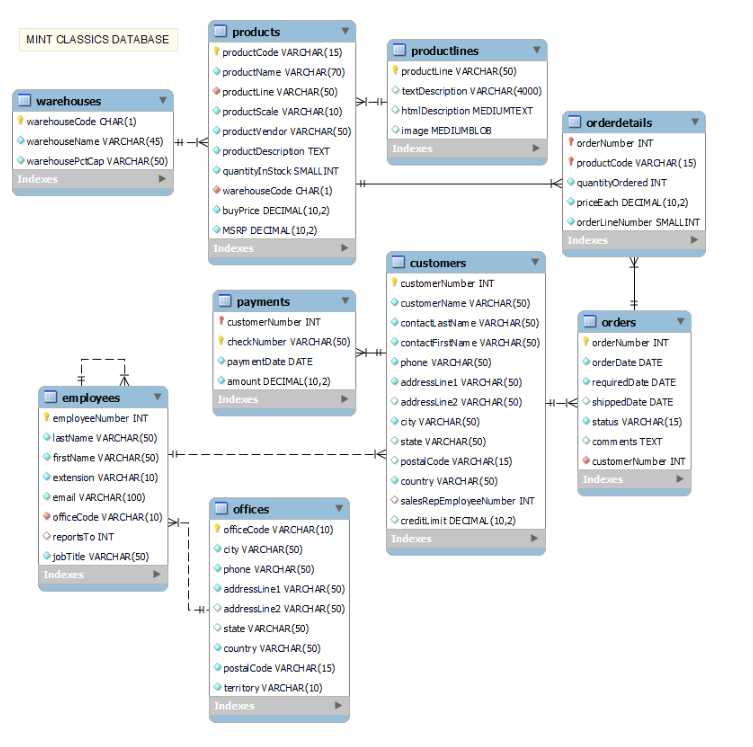 MINT CLASSICS DATABASE
products
productCode VARCHAR(15)
productName VARCHAR(70)
productLine VARCHAR(50)
productScale VARCHAR(10)
productVendor VARCHAR(50)
productDescription TEXT
quantityInStock SMALLINT
warehouseCode CHAR(1)
buyPrice DECIMAL(10,2)
MSRP DECIMAL(10,2)
Indexes
productlines
productLine VARCHAR(50)
textDescription VARCHAR(4000)
htmlDescription MEDIUMTEXT
image MEDIUMBLOB
Indexes
warehouses
warehouseCode CHAR(1)
warehouseName VARCHAR(45)
warehousePctCap VARCHAR(50)
Indexes
orderdetails
orderNumber INT
productCode VARCHAR(15)
quantityOrdered INT
priceEach DECIMAL(10,2)
orderLineNumber SMALLINT
Indexes
customers
customerNumber INT
customerName VARCHAR(50)
contactLastName VARCHAR(50)
contactFirstName VARCHAR(50)
phone VARCHAR(50)
addressLine1 VARCHAR(50)
addressLine2 VARCHAR(50)
city VARCHAR(50)
state VARCHAR(50)
postalCode VARCHAR(15)
country VARCHAR(50)
salesRepEmployeeNumber INT
creditLimit DECIMAL(10,2)
Indexes
payments
customerNumber INT
checkNumber VARCHAR(50)
paymentDate DATE
amount DECIMAL(10,2)
Indexes
orders
orderNumber INT
orderDate DATE
requiredDate DATE
shippedDate DATE
status VARCHAR(15)
comments TEXT
customerNumber INT
Indexes
employees
employeeNumber INT
lastName VARCHAR(50)
firstName VARCHAR(50)
extension VARCHAR(10)
email VARCHAR(100)
officeCode VARCHAR(10)
reportsTo INT
jobTitle VARCHAR(50)
Indexes
offices
officeCode VARCHAR(10)
city VARCHAR(50)
phone VARCHAR(50)
addressLine1 VARCHAR(50)
addressLine2 VARCHAR(50)
state VARCHAR(50)
country VARCHAR(50)
postalCode VARCHAR(15)
territory VARCHAR(10)
Indexes